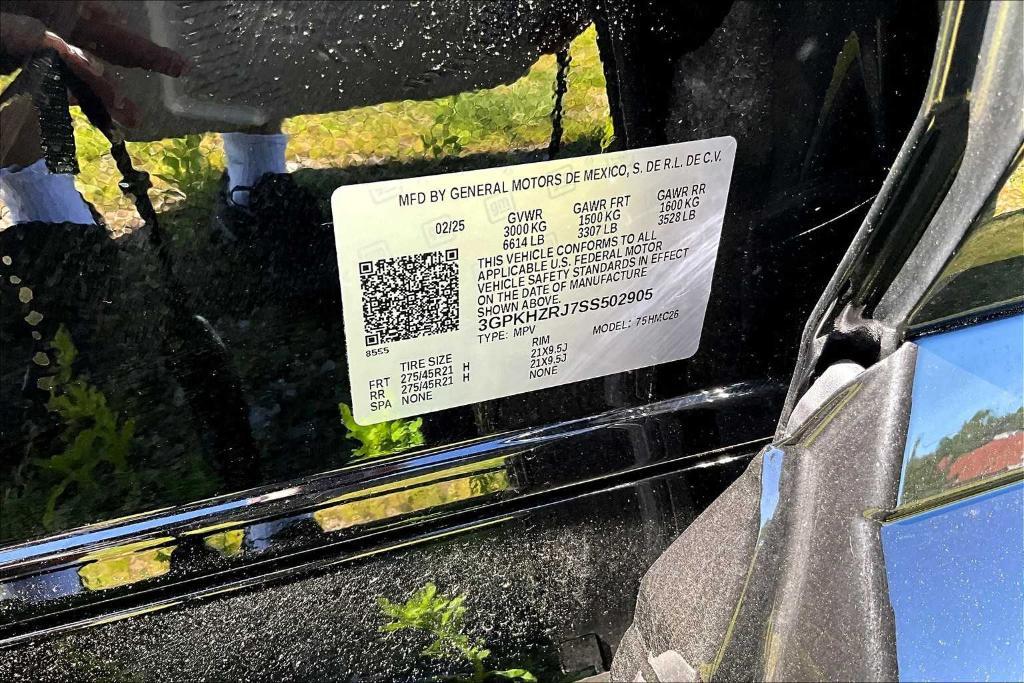 MFD BY GENERAL MOTORS DE MEXICO, S. DE R.L. DE C.V.
02/25 GVWR GAWR FRT GAWR RR
3000 KG 1500 KG 1600 KG
6614 LB 3307 LB 3528 LB
THIS VEHICLE CONFORMS TO ALL
APPLICABLE U.S. FEDERAL MOTOR
VEHICLE SAFETY STANDARDS IN EFFECT
ON THE DATE OF MANUFACTURE
SHOWN ABOVE.
3GPKHZRJ7SS502905
TYPE: MPV MODEL: 75HMC26
8555
TIRE SIZE RIM
FRT 275/45R21 H 21X9.5J
RR 275/45R21 H 21X9.5J
SPA NONE NONE